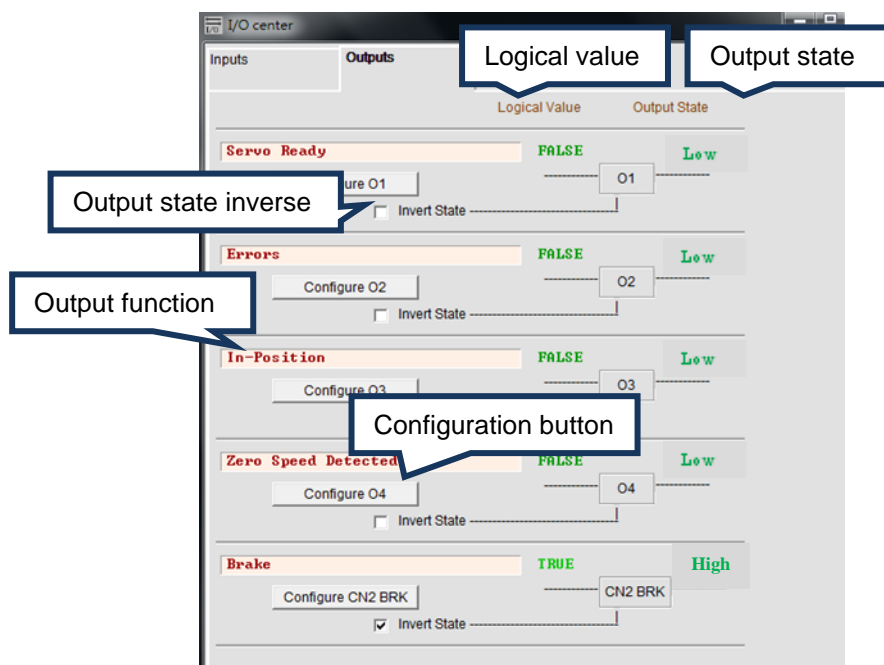 I/O center
Inputs Outputs
Logical value
Output state
Logical Value Output State
Servo Ready FALSE Low
ure O1 O1
Output state inverse
Invert State
Errors FALSE Low
Configure O2 O2
Output function
Invert State
In-Position FALSE Low
Configure O3 O3
Configuration button
Zero Speed Detected FALSE Low
Configure O4 O4
Invert State
Brake TRUE High
Configure CN2 BRK CN2 BRK
Invert State